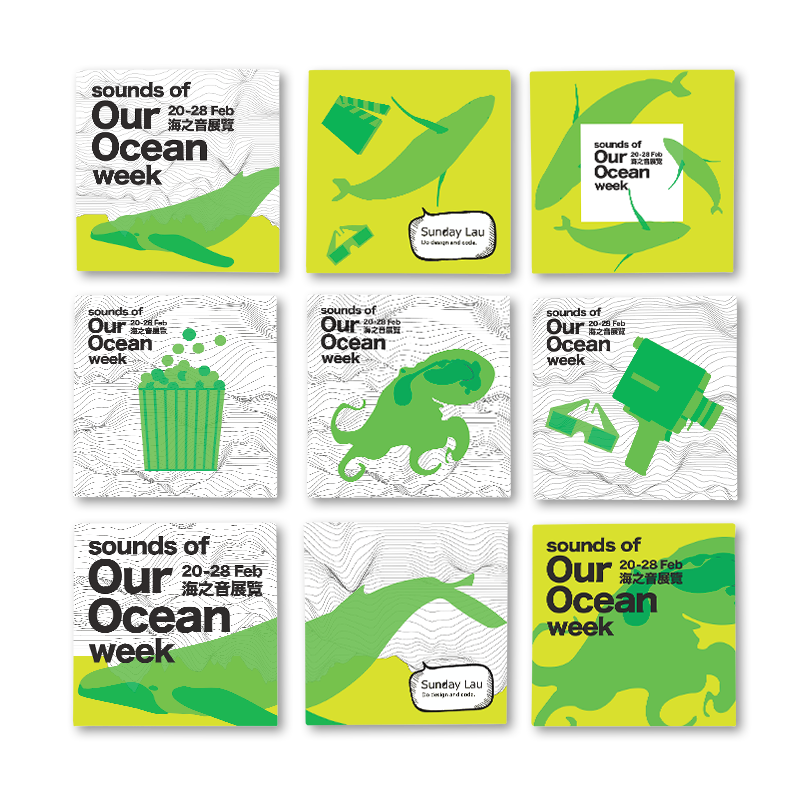 sounds of
Our 20-28 Feb
海之音展覽
Ocean
week
Sunday Lau
Do design and code.
sounds of
Our 20-28 Feb
海之音展覽
Ocean
week
sounds of
Our 20-28 Feb
海之音展覽
Ocean
week
sounds of
Our 20-28 Feb
海之音展覽
Ocean
week
sounds of
Our 20-28 Feb
海之音展覽
Ocean
week
sounds of
Our 20-28 Feb
海之音展覽
Ocean
week
Sunday Lau
Do design and code.
sounds of
Our 20-28 Feb
海之音展覽
Ocean
week